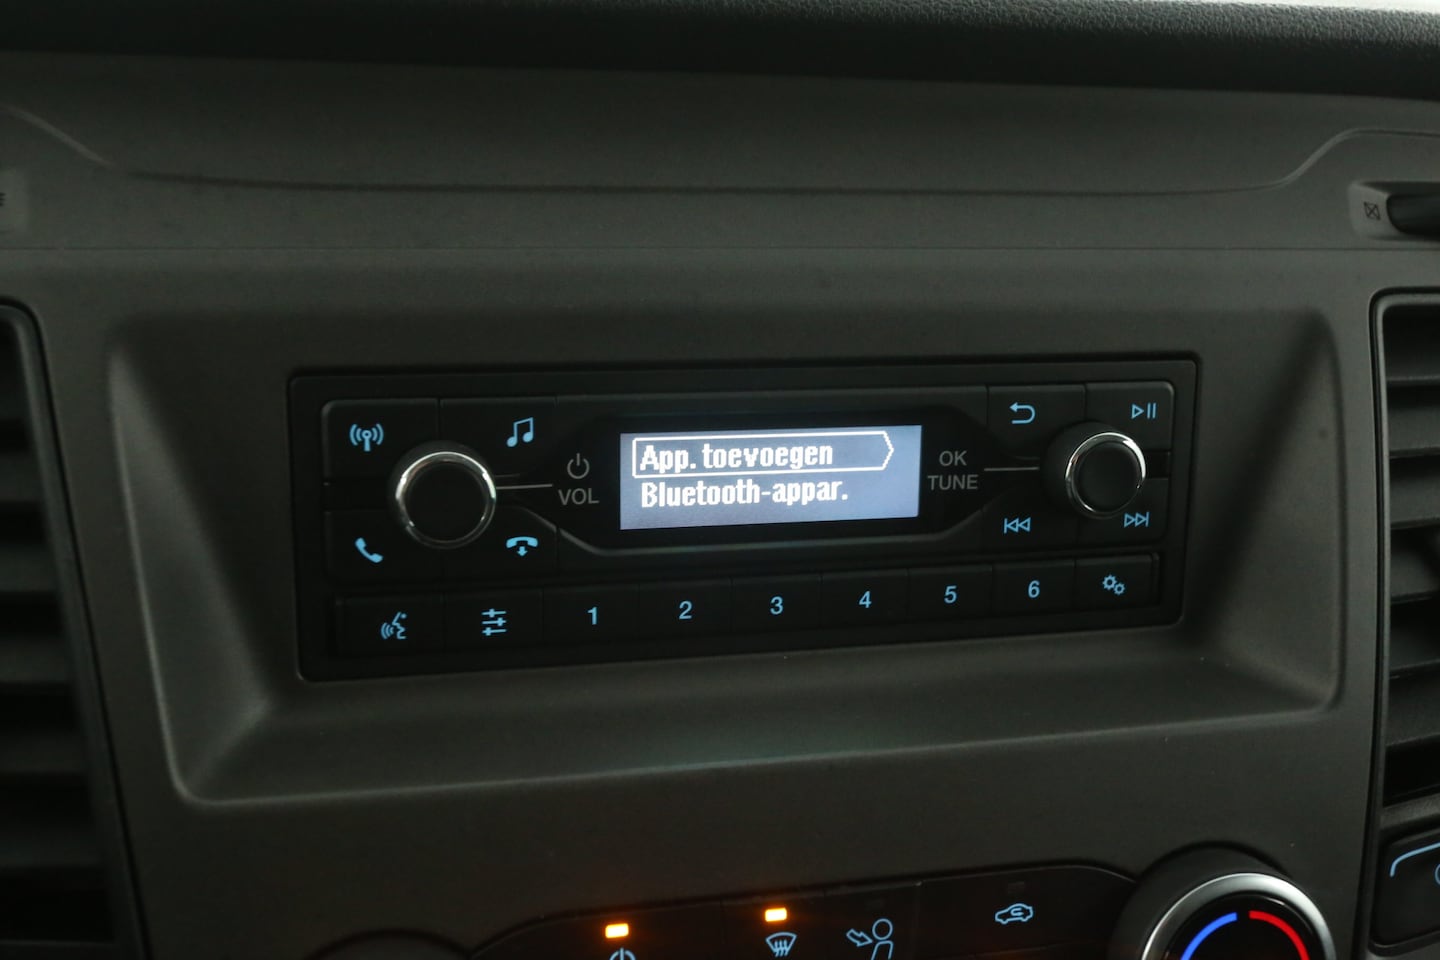 App. toevoegen
Bluetooth-appar.
VOL
OK
TUNE
1 2 3 4 5 6